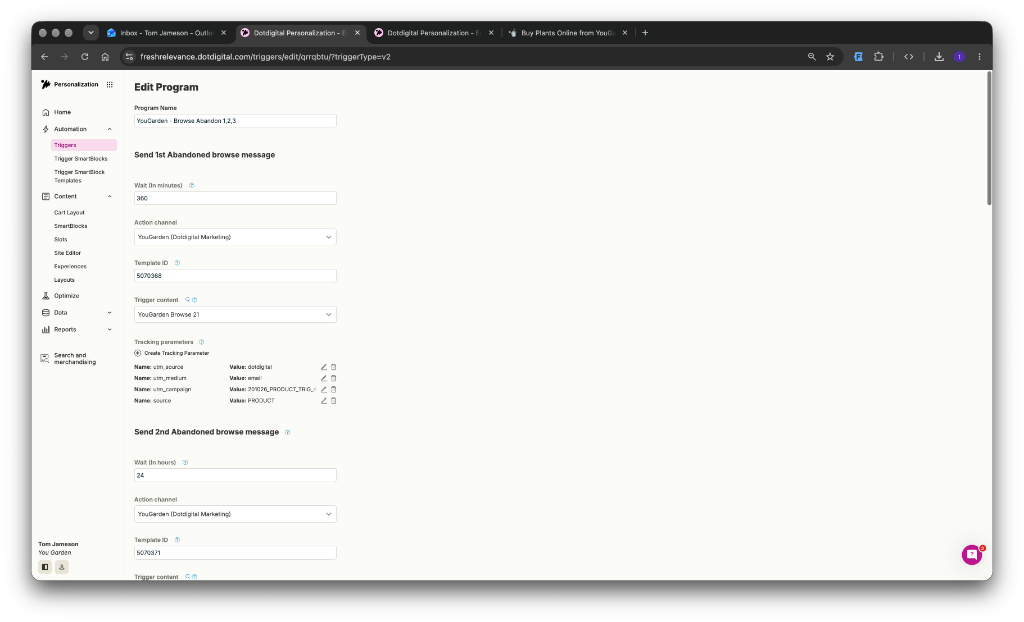 Inbox - Tom Jameson - Outlo
Dotdigital Personalization - E
Dotdigital Personalization - E
Buy Plants Online from YouG
freshrelevance.dotdigital.com/triggers/edit/qrrqbtu/?triggerType=v2
1
Personalization
Home
Automation
Triggers
Trigger SmartBlocks
Trigger SmartBlock
Templates
Content
Cart Layout
SmartBlocks
Slots
Site Editor
Experiences
Layouts
Optimize
Data
Reports
Search and
merchandising
Tom Jameson
You Garden
Edit Program
Program Name
YouGarden - Browse Abandon 1,2,3
Send 1st Abandoned browse message
Wait (In minutes)
360
Action channel
YouGarden (Dotdigital Marketing)
Template ID
5070368
Trigger content
YouGarden Browse 21
Tracking parameters
Create Tracking Parameter
Name: utm_source Value: dotdigital
Name: utm_medium Value: email
Name: utm_campaign Value: 201026_PRODUCT_TRIG_
Name: source Value: PRODUCT
Send 2nd Abandoned browse message
Wait (In hours)
24
Action channel
YouGarden (Dotdigital Marketing)
Template ID
5070371
Trigger content